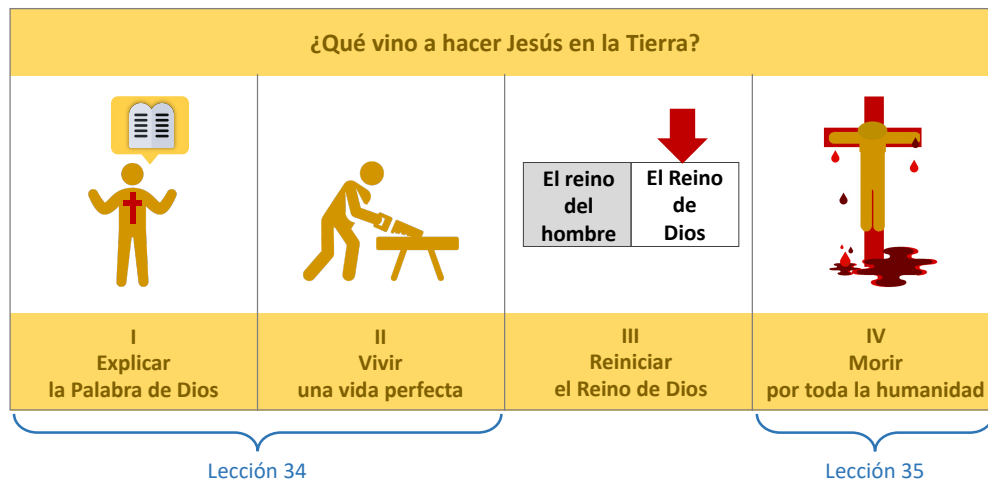 ¿Qué vino a hacer Jesús en la Tierra?
El reino
del
hombre
El Reino
de
Dios
I
Explicar
la Palabra de Dios
II
Vivir
una vida perfecta
III
Reiniciar
el Reino de Dios
IV
Morir
por toda la humanidad
Lección 34
Lección 35